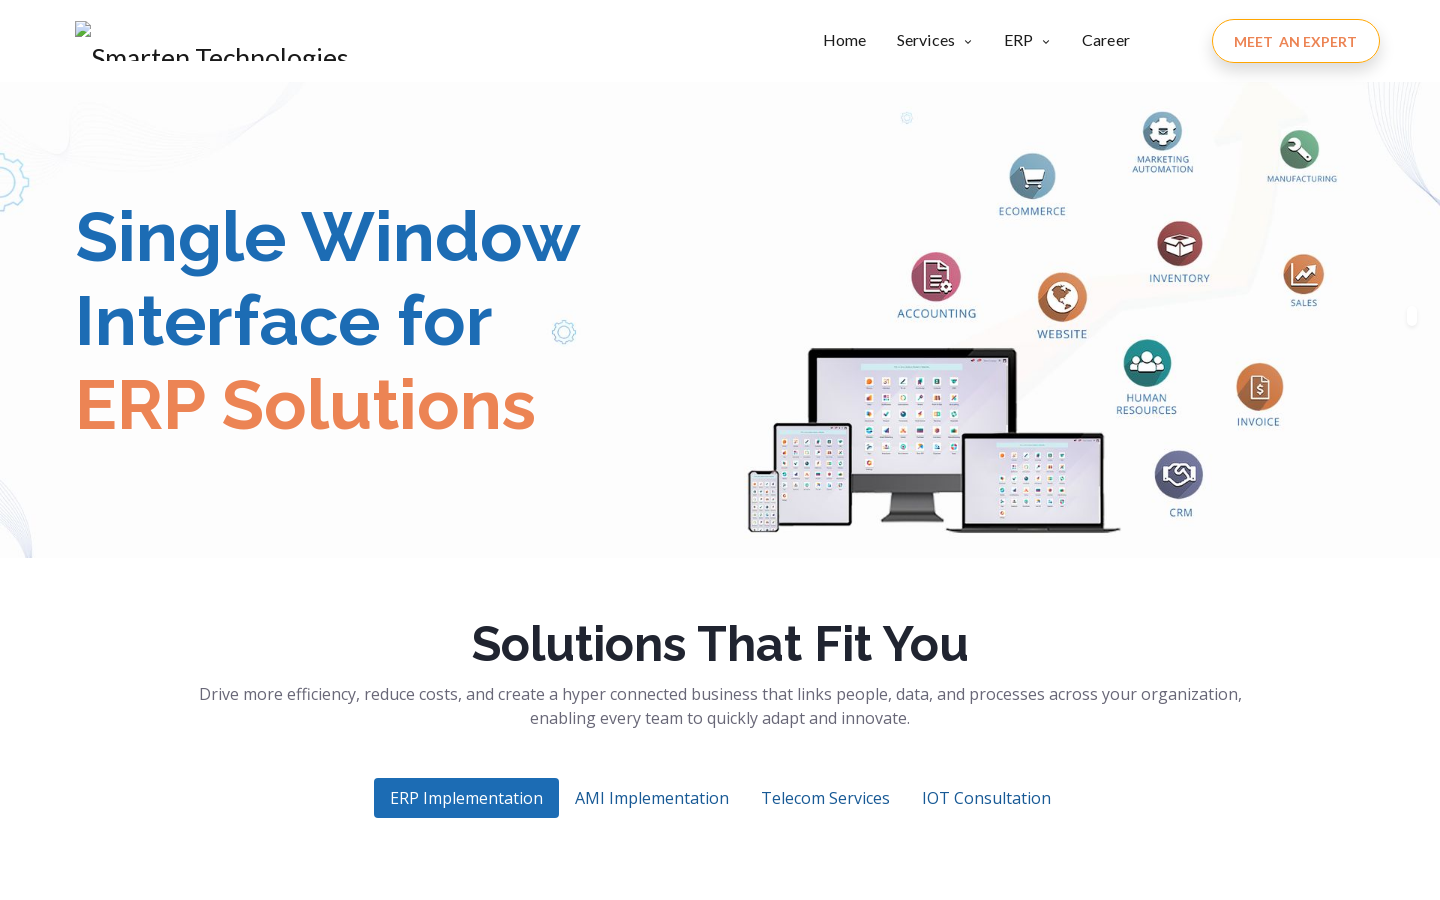 Smarten Technologies
Home
Services
ERP
Career
MEET AN EXPERT
Single Window
Interface for
ERP Solutions
MARKETING
AUTOMATION
MANUFACTURING
ECOMMERCE
INVENTORY
SALES
ACCOUNTING
WEBSITE
HUMAN
RESOURCES
INVOICE
CRM
Solutions That Fit You
Drive more efficiency, reduce costs, and create a hyper connected business that links people, data, and processes across your organization,
enabling every team to quickly adapt and innovate.
ERP Implementation
AMI Implementation
Telecom Services
IOT Consultation